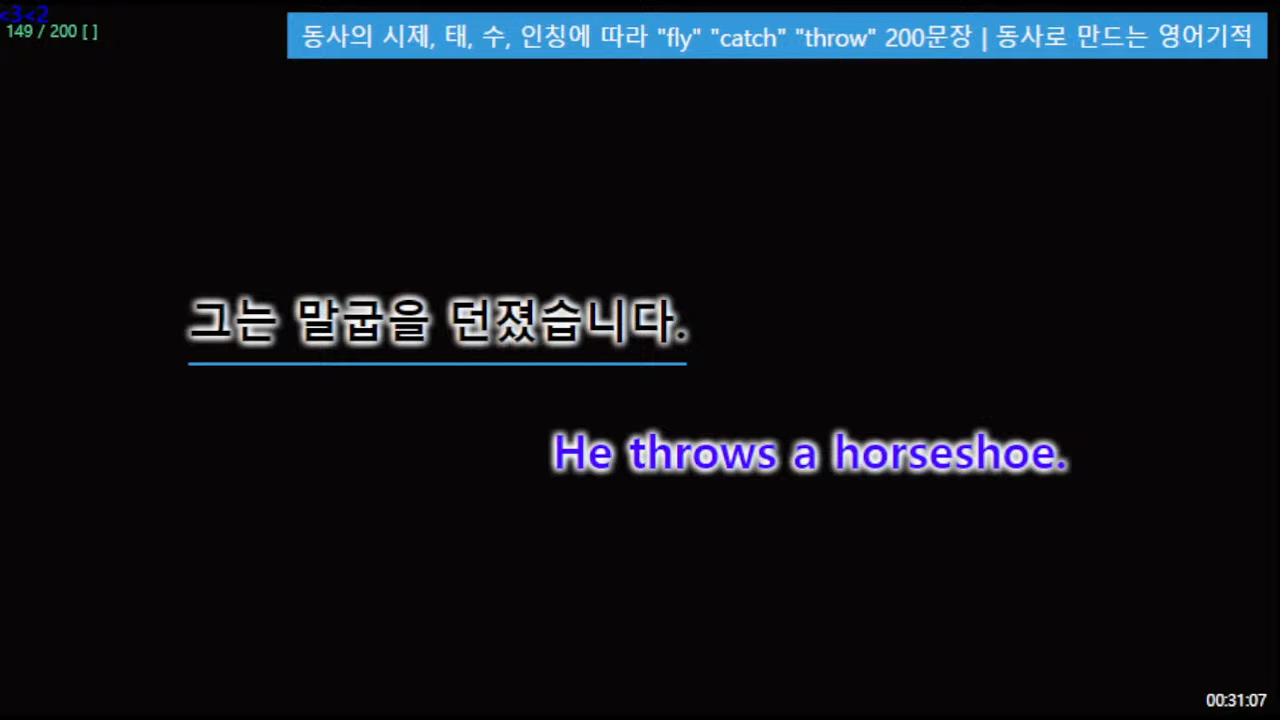 <3<2
149 / 200 [ ]
동사의 시제, 태, 수, 인칭에 따라 "fly" "catch" "throw" 200문장 | 동사로 만드는 영어기적
그는 말굽을 던졌습니다.
He throws a horseshoe.
00:31:07